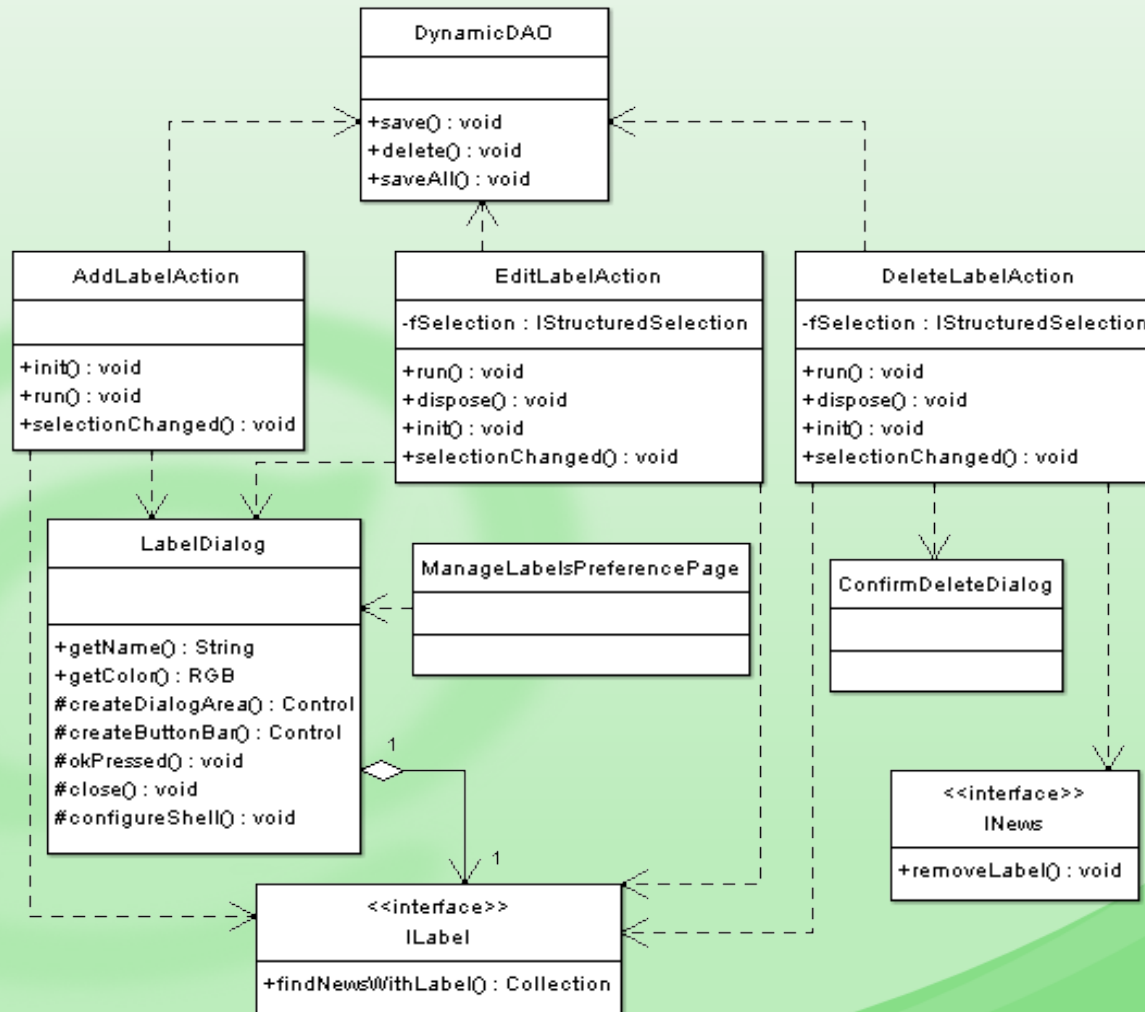 DynamicDAO
+save() : void
+delete() : void
+saveAll() : void
AddLabelAction
+init() : void
+run() : void
+selectionChanged() : void
EditLabelAction
-fSelection : IStructuredSelection
+run() : void
+dispose() : void
+init() : void
+selectionChanged() : void
DeleteLabelAction
-fSelection : IStructuredSelection
+run() : void
+dispose() : void
+init() : void
+selectionChanged() : void
LabelDialog
+getName() : String
+getColor() : RGB
#createDialogArea() : Control
#createButtonBar() : Control
#okPressed() : void
#close() : void
#configureShell() : void
ManageLabelsPreferencePage
ConfirmDeleteDialog
1
1
<<interface>>
INews
+removeLabel() : void
<<interface>>
ILabel
+findNewsWithLabel() : Collection